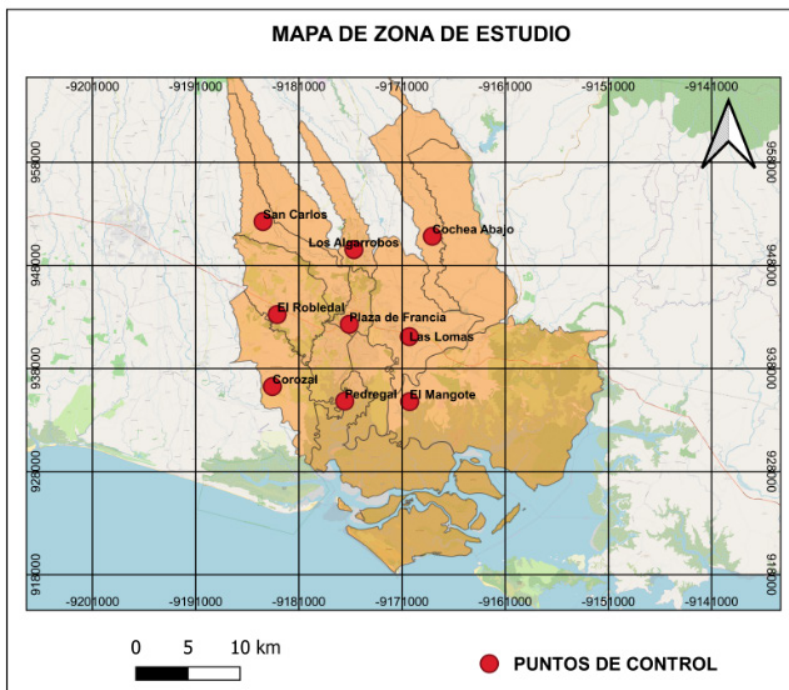 MAPA DE ZONA DE ESTUDIO
-9201000 -9191000 -9181000 -9171000 -9161000 -9151000 -9141000
958000 958000
San Carlos
Cochea Abajo
Los Algarrobos
948000 948000
El Robledal
Plaza de Francia
Las Lomas
938000 938000
Corozal
Pedregal
El Mangote
928000 928000
918000 918000
-9201000 -9191000 -9181000 -9171000 -9161000 -9151000 -9141000
0 5 10 km
PUNTOS DE CONTROL